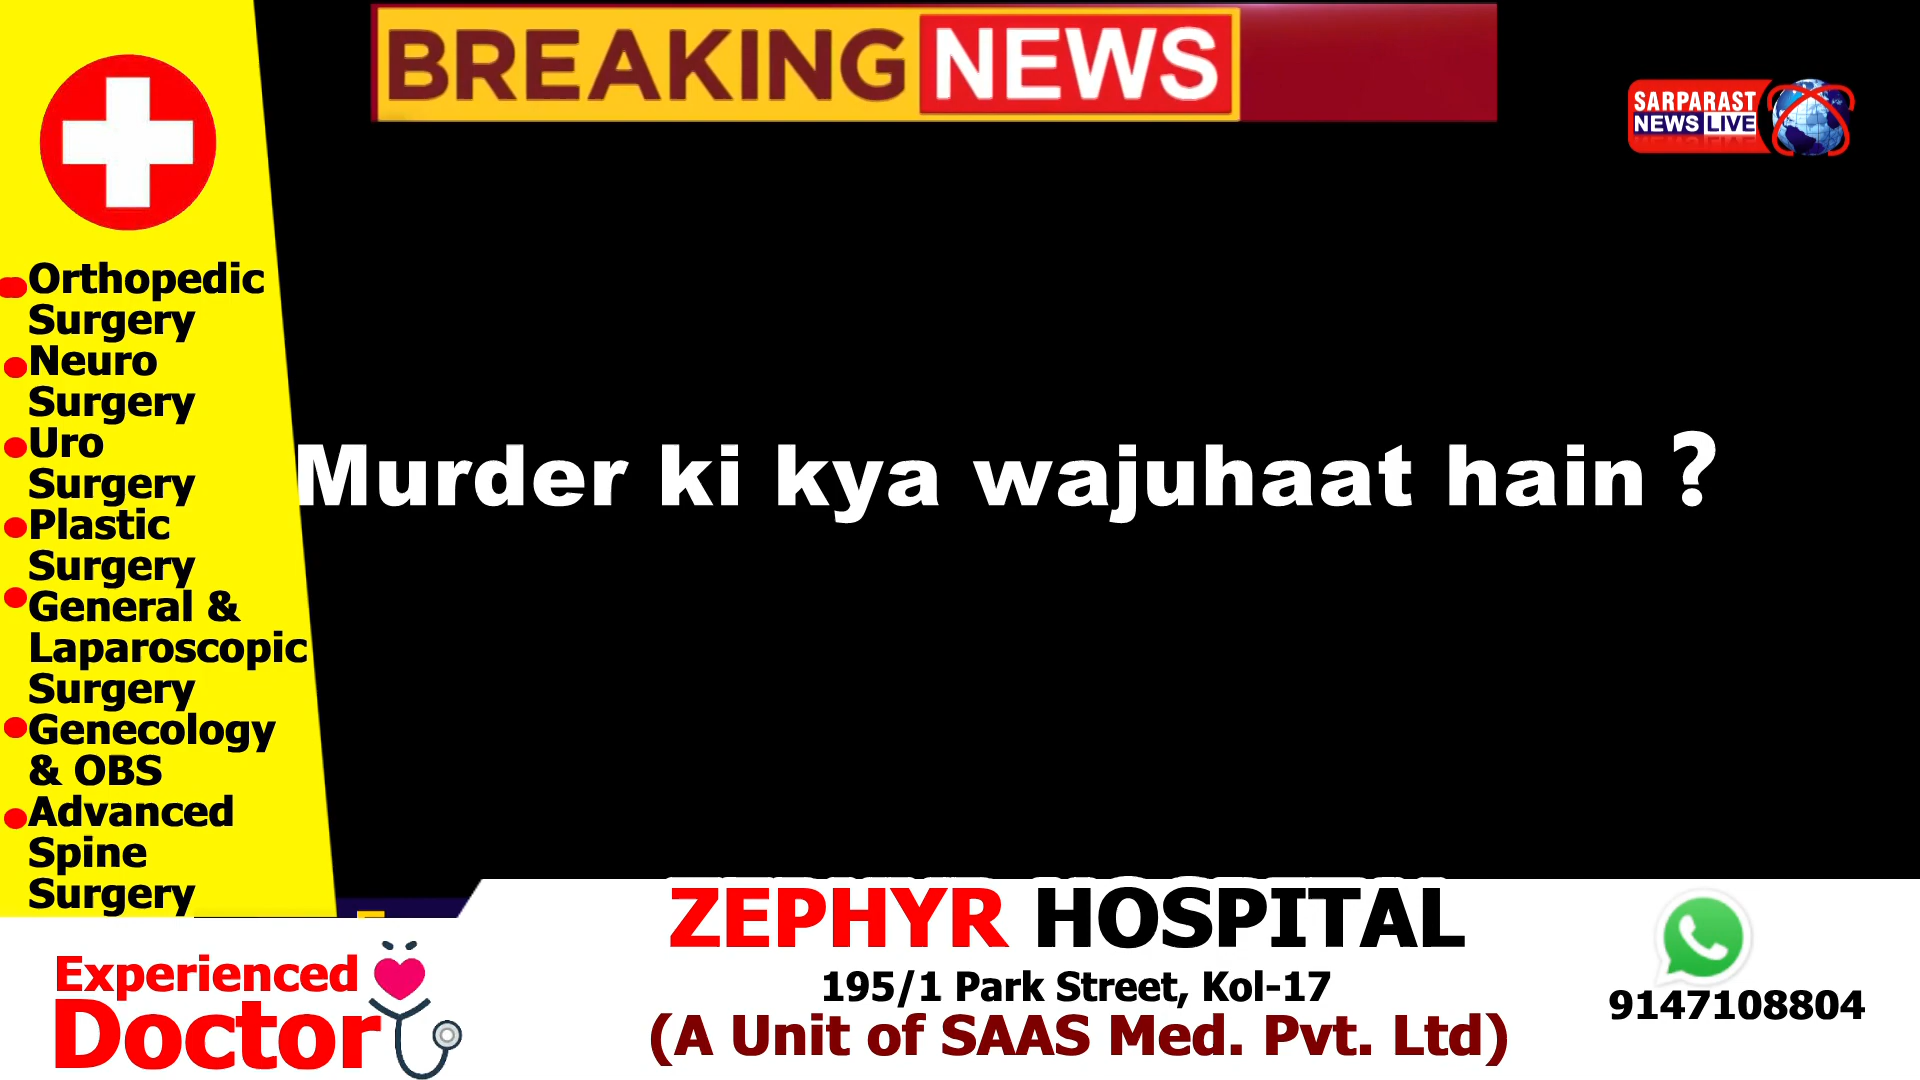 BREAKING NEWS
SARPARAST
NEWS LIVE
Orthopedic
Surgery
Neuro
Surgery
Uro
Surgery
Plastic
Surgery
General &
Laparoscopic
Surgery
Genecology
& OBS
Advanced
Spine
Surgery
Murder ki kya wajuhaat hain ?
Experienced
Doctor
ZEPHYR HOSPITAL
195/1 Park Street, Kol-17
(A Unit of SAAS Med. Pvt. Ltd)
9147108804